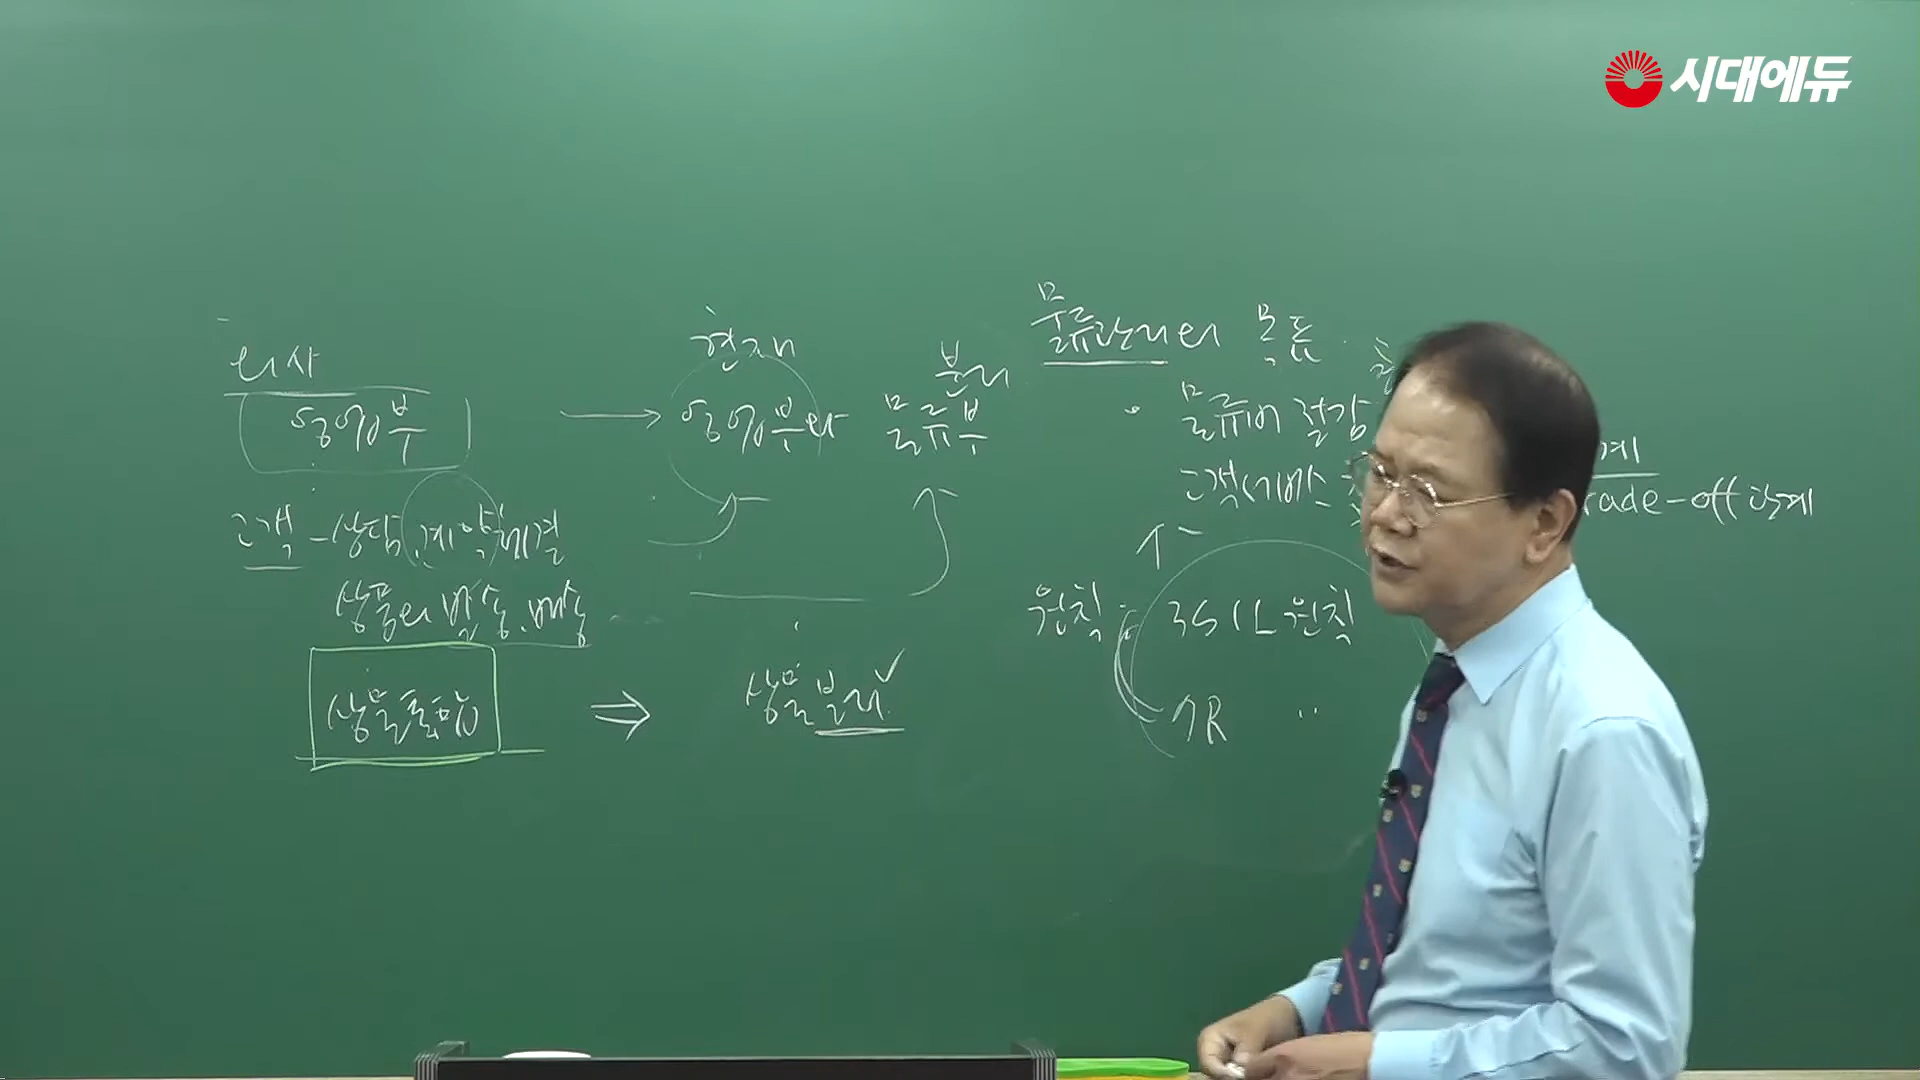 시대에듀
회사
영업부
고객 - 상담, 계약체결
상품의 발송, 배송
상물통합
현재
영업부와
분리
물류부
상물분리
물류관리의 목표
물류비 절감
고객서비스
trade-off 관계
원칙
3S 1L 원칙
7R "